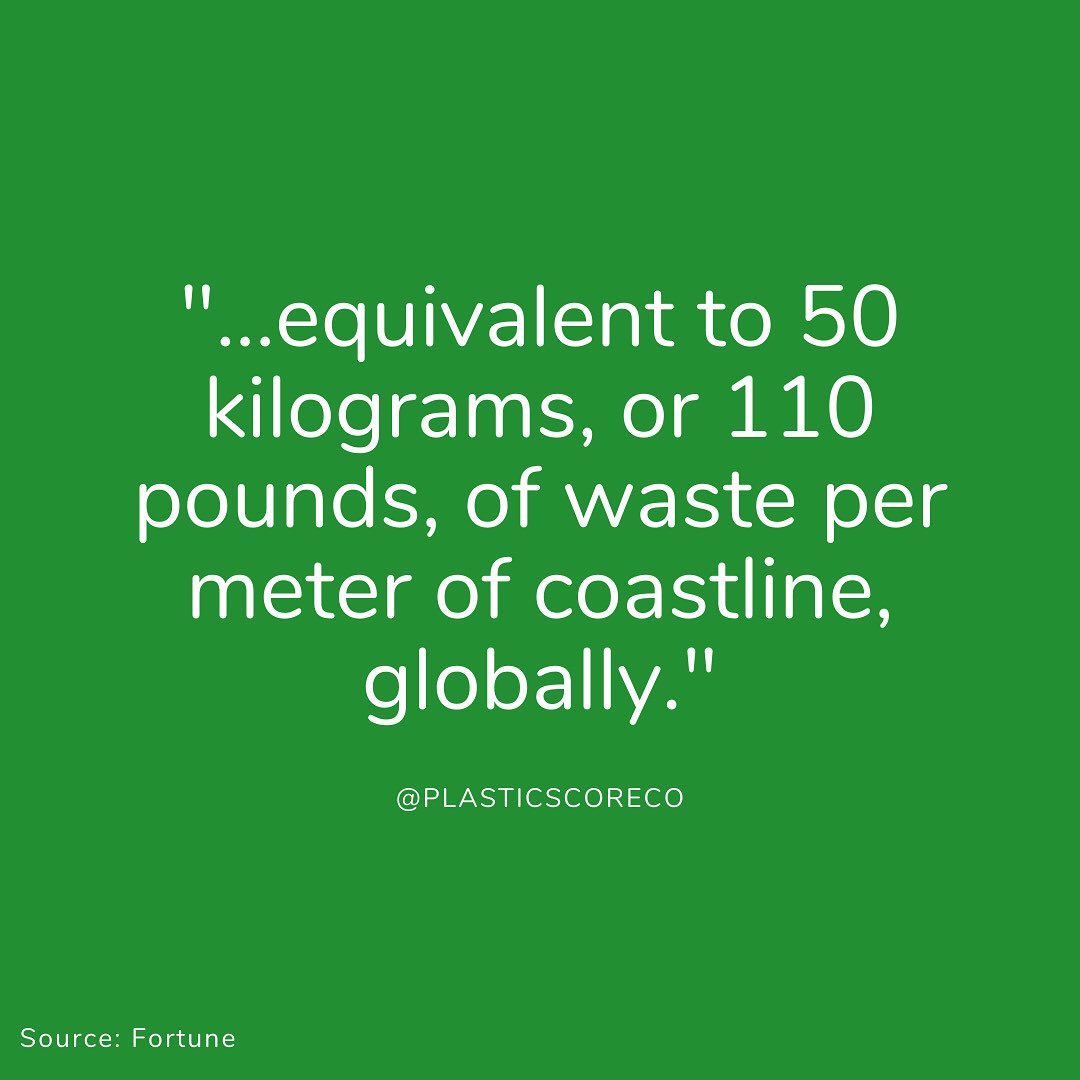 "...equivalent to 50
kilograms, or 110
pounds, of waste per
meter of coastline,
globally."
@PLASTICSCORECO
Source: Fortune